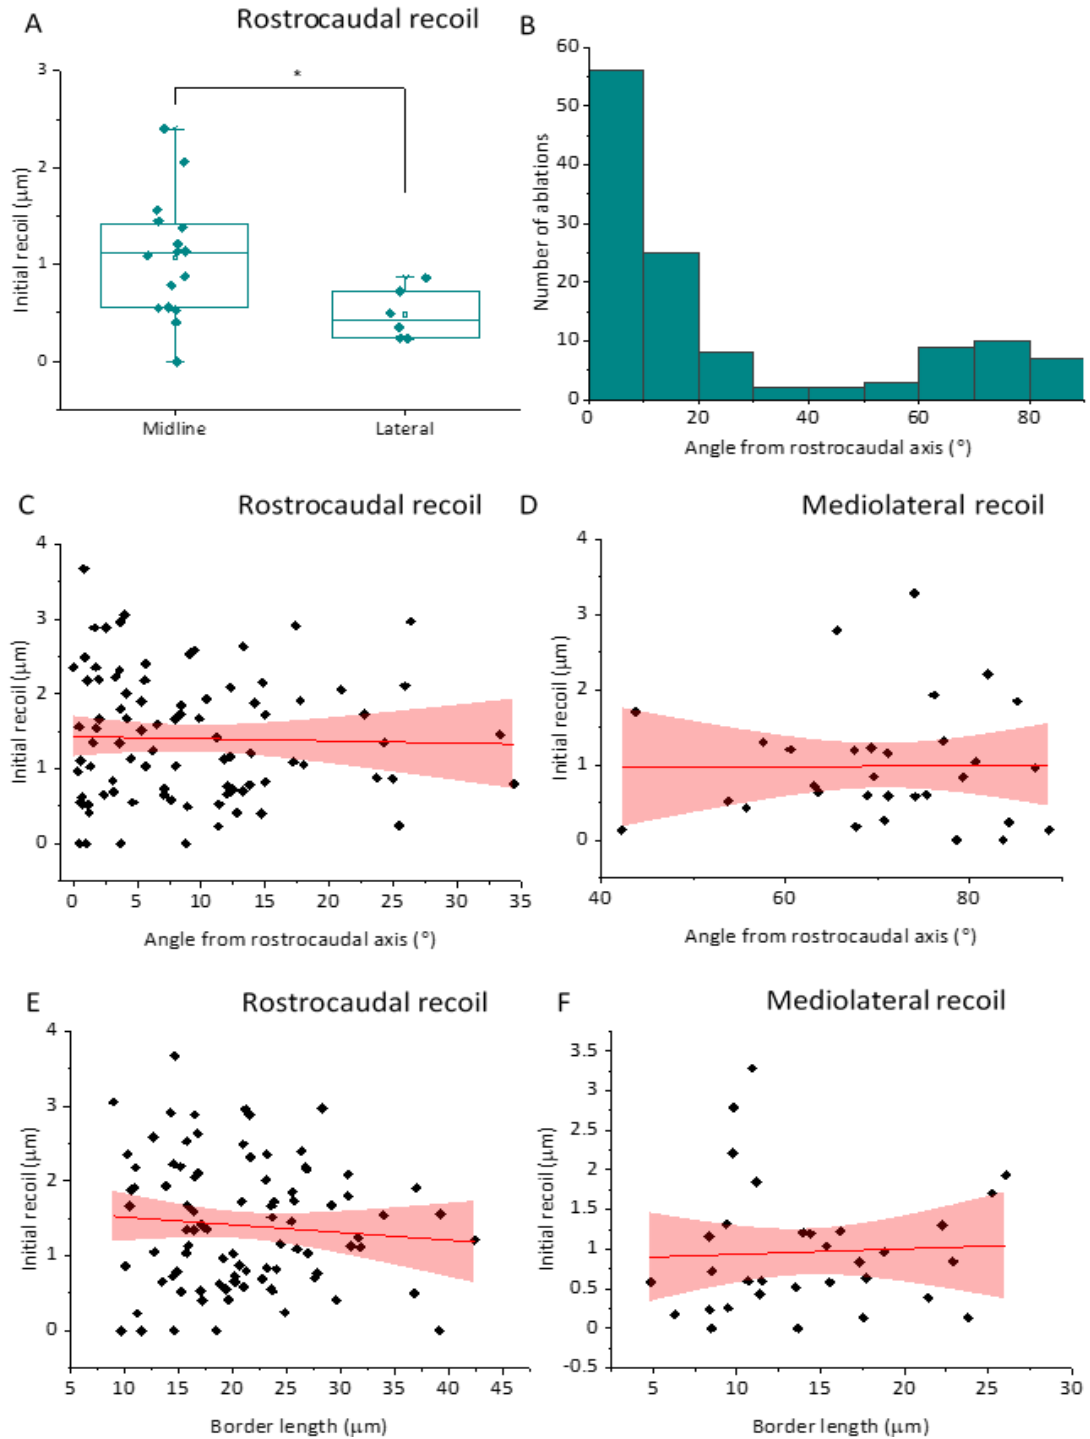 A
Rostrocaudal recoil
*
3
2
1
0
Initial recoil (μm)
Midline
Lateral
B
60
50
40
30
20
10
0
Number of ablations
0
20
40
60
80
Angle from rostrocaudal axis (°)
C
Rostrocaudal recoil
4
3
2
1
0
Initial recoil (μm)
0
5
10
15
20
25
30
35
Angle from rostrocaudal axis (°)
D
Mediolateral recoil
4
3
2
1
0
Initial recoil (μm)
40
60
80
Angle from rostrocaudal axis (°)
E
Rostrocaudal recoil
4
3
2
1
0
Initial recoil (μm)
5
10
15
20
25
30
35
40
45
Border length (μm)
F
Mediolateral recoil
3.5
3
2.5
2
1.5
1
0.5
0
-0.5
Initial recoil (μm)
5
10
15
20
25
30
Border length (μm)